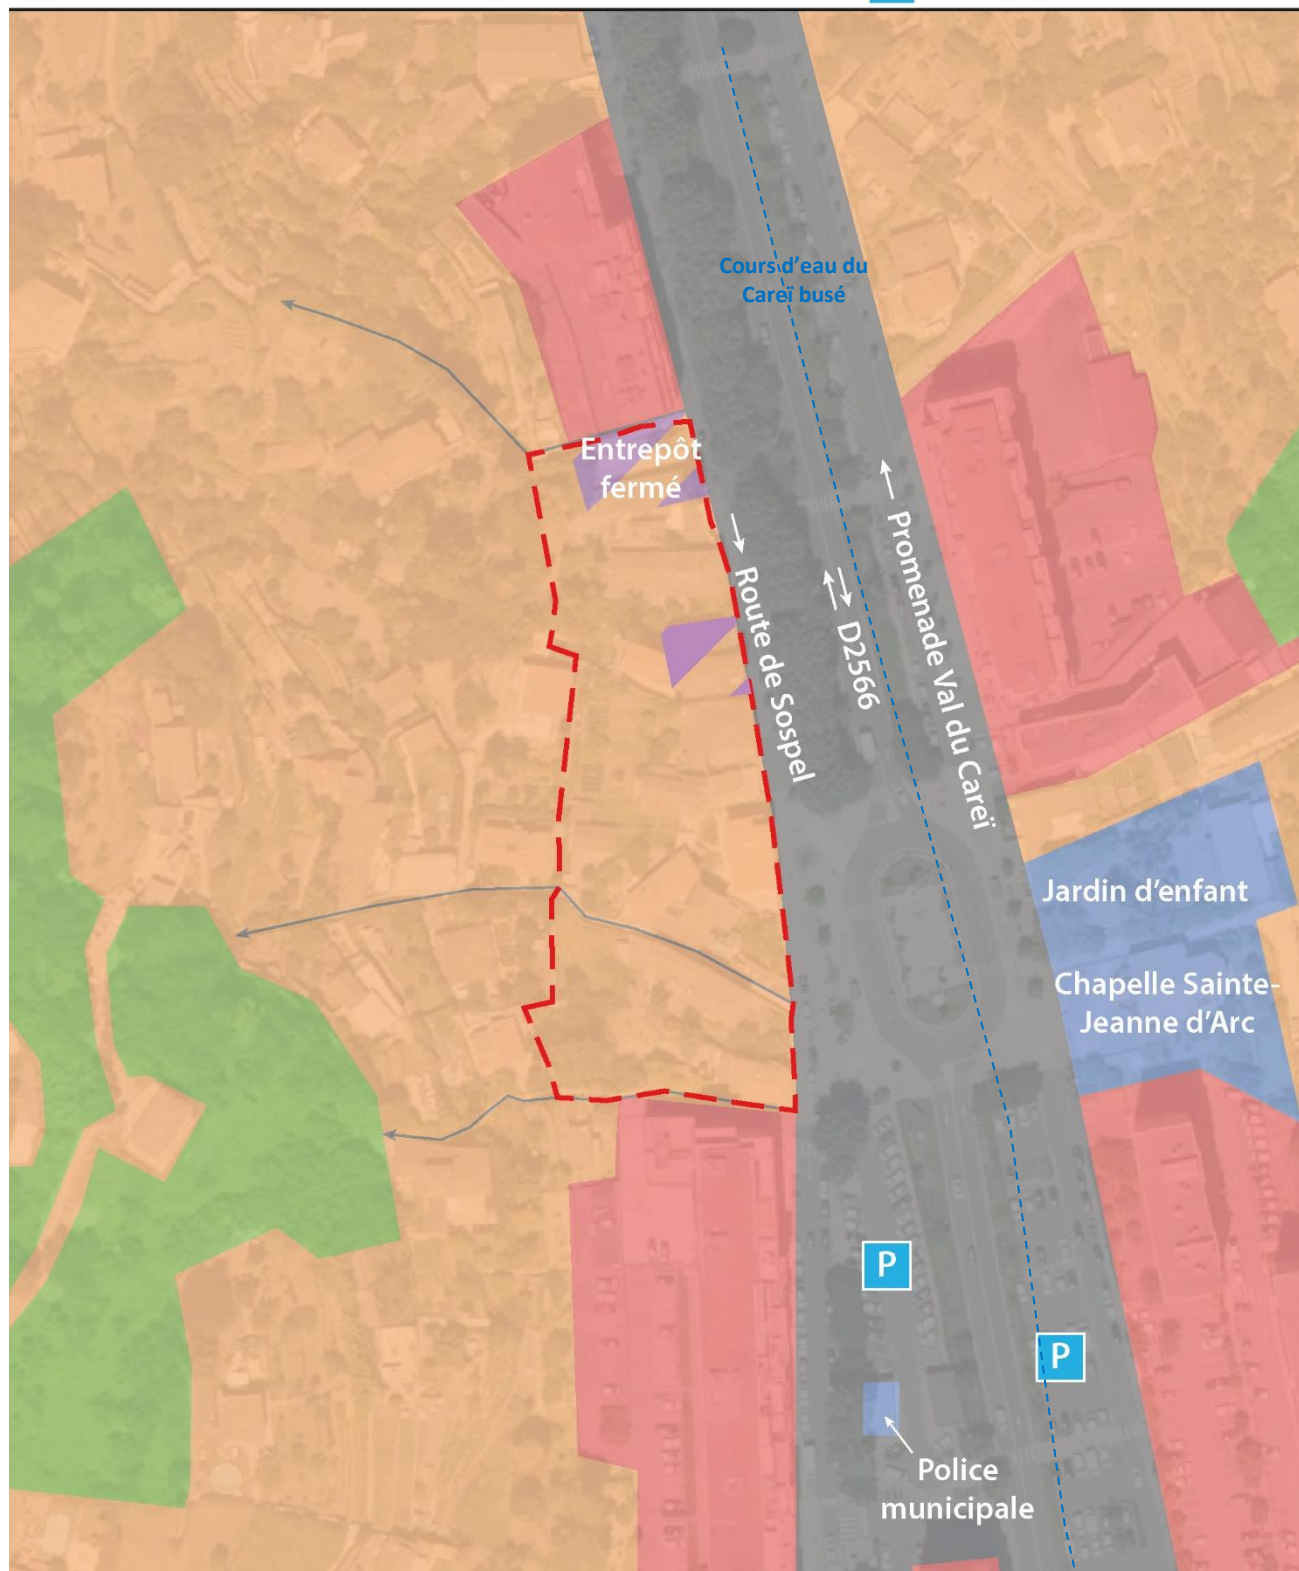 Cours d'eau du
Careï busé
Entrepôt
fermé
Route de Sospel
D2566
Promenade Val du Careï
Jardin d'enfant
Chapelle Sainte-
Jeanne d'Arc
P
P
Police
municipale